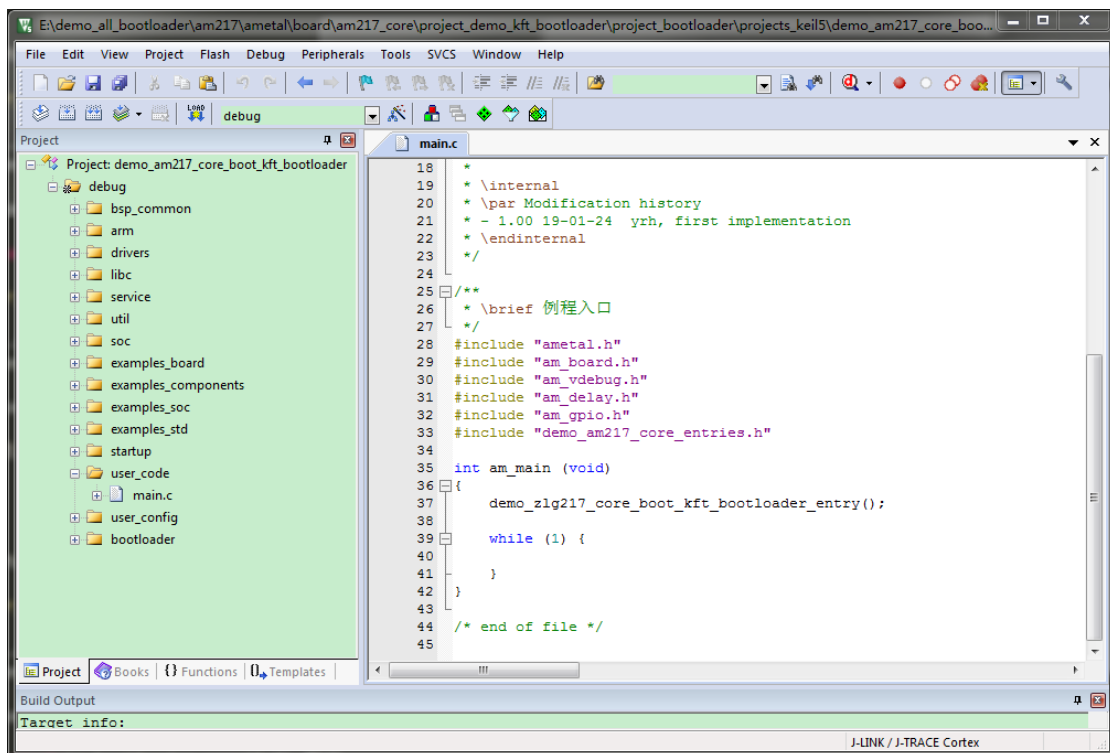 E:\demo_all_bootloader\am217\ametal\board\am217_core\project_demo_kft_bootloader\project_bootloader\projects_keil5\demo_am217_core_boo...
File Edit View Project Flash Debug Peripherals Tools SVCS Window Help
LOAD debug
Project
main.c
Project: demo_am217_core_boot_kft_bootloader
debug
bsp_common
arm
drivers
libc
service
util
soc
examples_board
examples_components
examples_soc
examples_std
startup
user_code
main.c
user_config
bootloader
18 *
19 * \internal
20 * \par Modification history
21 * - 1.00 19-01-24 yrh, first implementation
22 * \endinternal
23 */
24
25 /**
26 * \brief 例程入口
27 */
28 #include "ametal.h"
29 #include "am_board.h"
30 #include "am_vdebug.h"
31 #include "am_delay.h"
32 #include "am_gpio.h"
33 #include "demo_am217_core_entries.h"
34
35 int am_main (void)
36 {
37 demo_zlg217_core_boot_kft_bootloader_entry();
38
39 while (1) {
40
41 }
42 }
43
44 /* end of file */
45
Project Books {} Functions Templates
Build Output
Target info:
J-LINK / J-TRACE Cortex